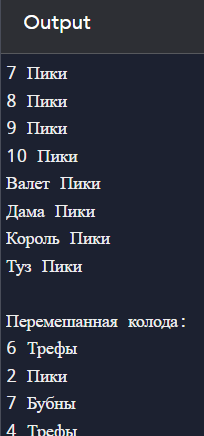 Output
7 Пики
8 Пики
9 Пики
10 Пики
Валет Пики
Дама Пики
Король Пики
Туз Пики
Перемешанная колода:
6 Трефы
2 Пики
7 Бубны
4 Трефы